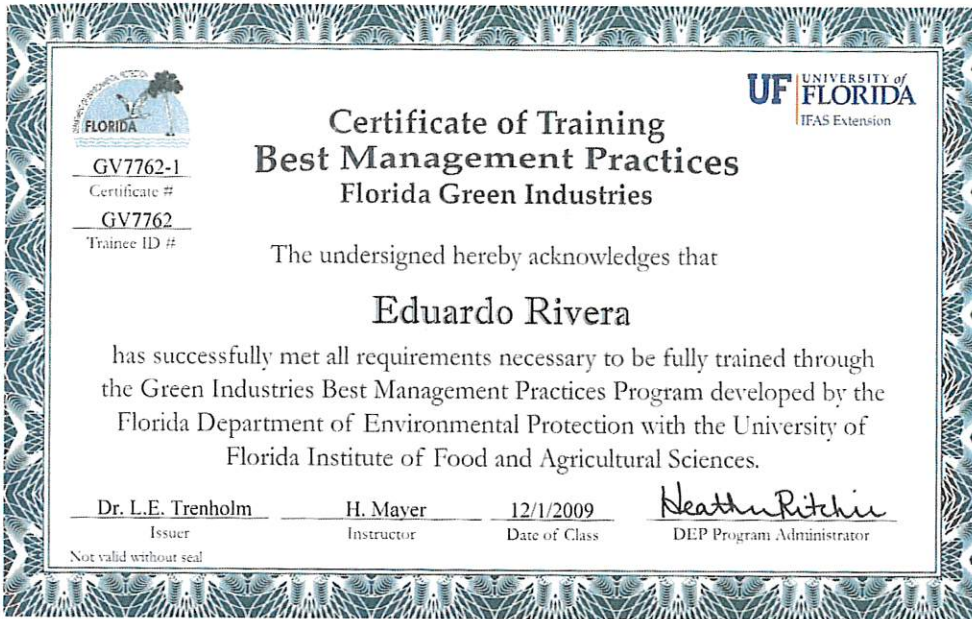 DEPARTMENT OF ENVIRONMENTAL PROTECTION
FLORIDA
UF UNIVERSITY of FLORIDA
IFAS Extension
GV7762-1
Certificate #
GV7762
Trainee ID #
Certificate of Training
Best Management Practices
Florida Green Industries
The undersigned hereby acknowledges that
Eduardo Rivera
has successfully met all requirements necessary to be fully trained through
the Green Industries Best Management Practices Program developed by the
Florida Department of Environmental Protection with the University of
Florida Institute of Food and Agricultural Sciences.
Dr. L.E. Trenholm H. Mayer 12/1/2009 Heather Ritchie
Issuer Instructor Date of Class DEP Program Administrator
Not valid without seal